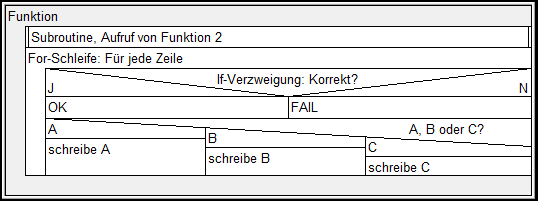 Funktion
Subroutine, Aufruf von Funktion 2
For-Schleife: Für jede Zeile
If-Verzweigung: Korrekt?
J N
OK FAIL
A, B oder C?
A B C
schreibe A schreibe B schreibe C